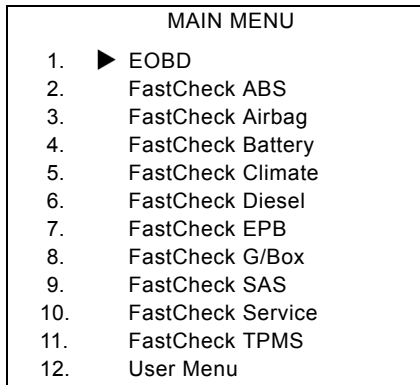 MAIN MENU
1. ▶ EOBD
2. FastCheck ABS
3. FastCheck Airbag
4. FastCheck Battery
5. FastCheck Climate
6. FastCheck Diesel
7. FastCheck EPB
8. FastCheck G/Box
9. FastCheck SAS
10. FastCheck Service
11. FastCheck TPMS
12. User Menu